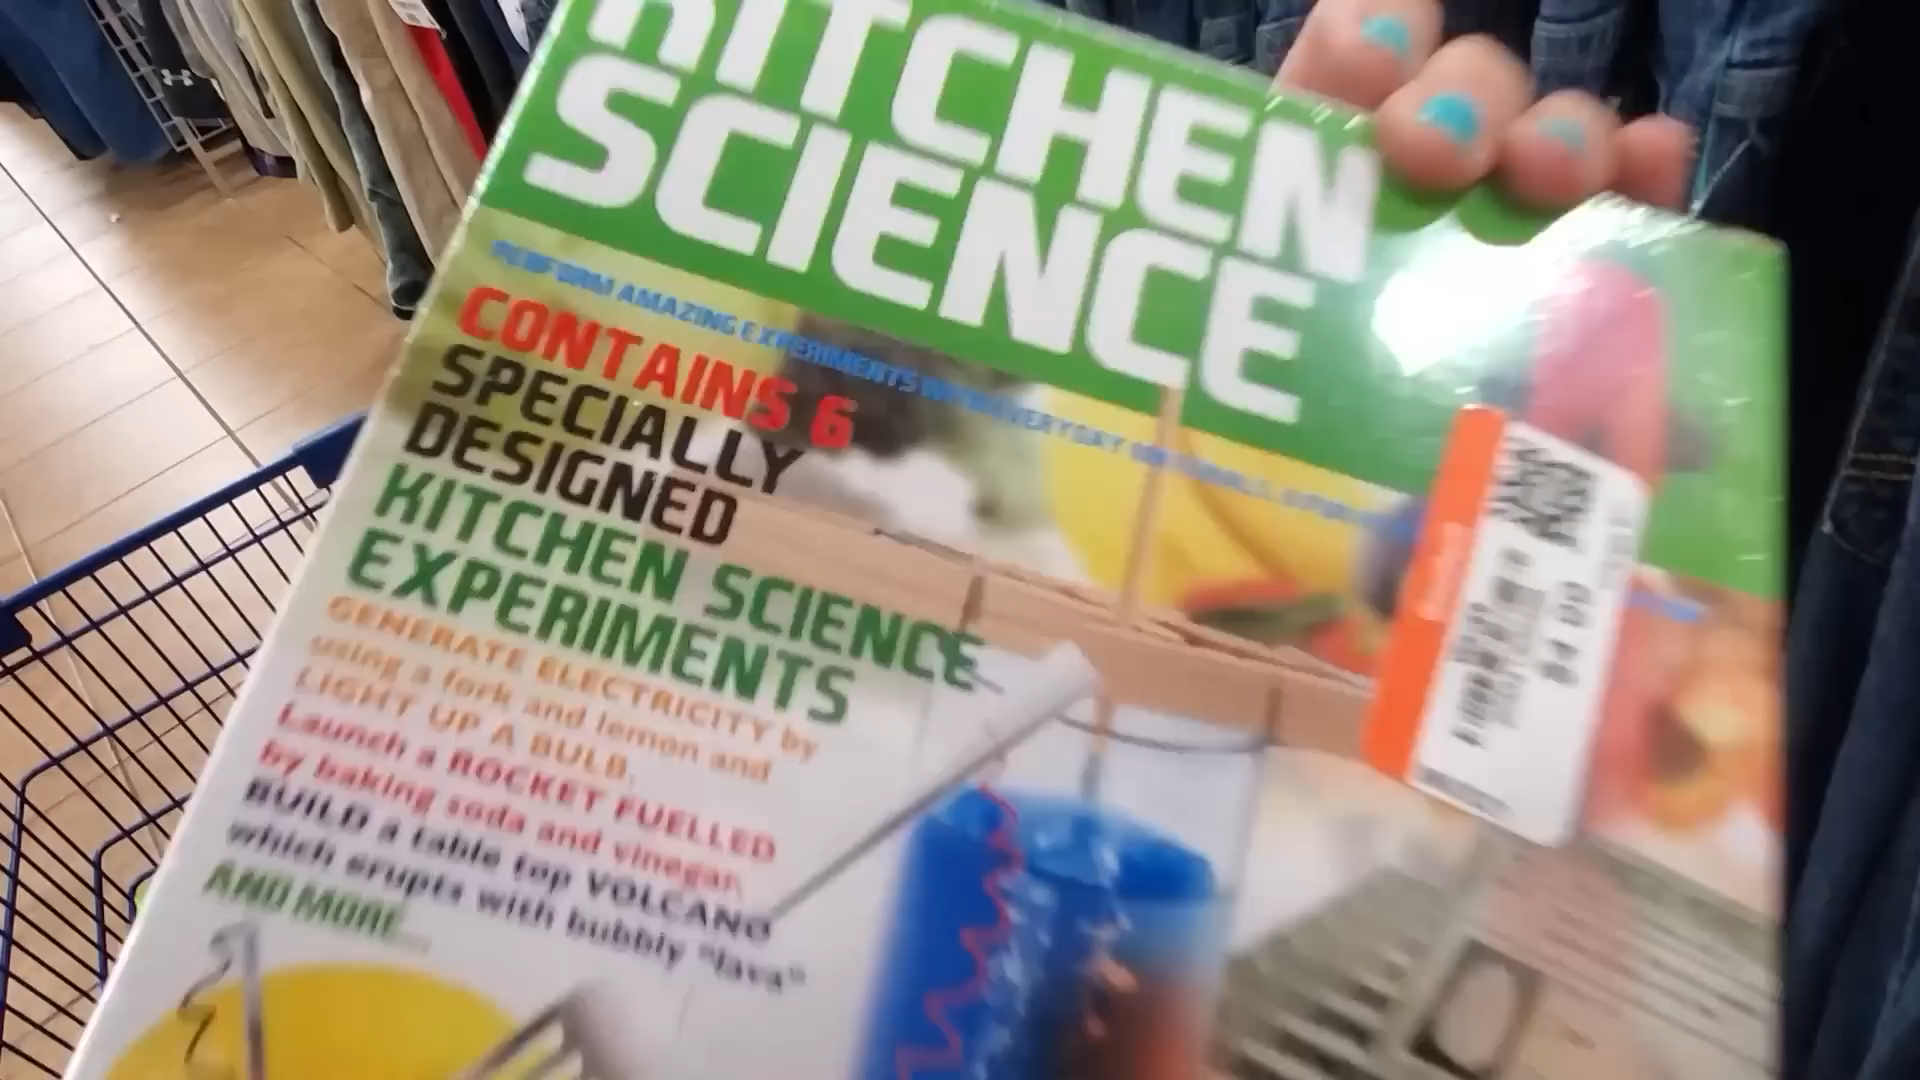 KITCHEN
SCIENCE
PERFORM AMAZING EXPERIMENTS EVERYDAY
CONTAINS 6
SPECIALLY
DESIGNED
KITCHEN SCIENCE
EXPERIMENTS
GENERATE ELECTRICITY by
using a fork and lemon and
LIGHT UP A BULB.
Launch a ROCKET FUELLED
by baking soda and vinegar.
BUILD a table top VOLCANO
which erupts with bubbly "lava"
AND MORE...